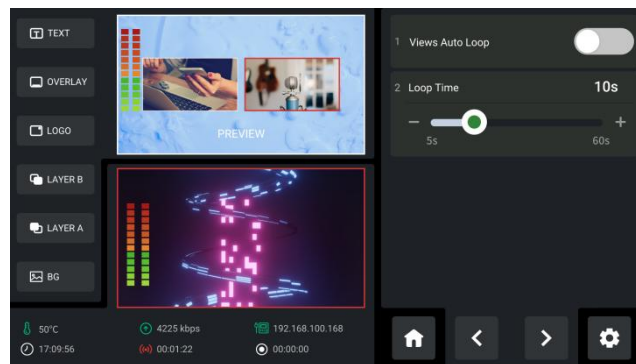 TEXT
OVERLAY
LOGO
LAYER B
LAYER A
BG
PREVIEW
50°C
4225 kbps
192.168.100.168
17:09:56
00:01:22
00:00:00
1 Views Auto Loop
2 Loop Time 10s
− +
5s 60s